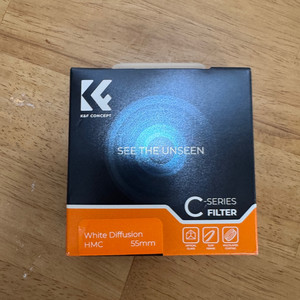 K&F CONCEPT
SEE THE UNSEEN
C-SERIES
FILTER
White Diffusion
HMC 55mm